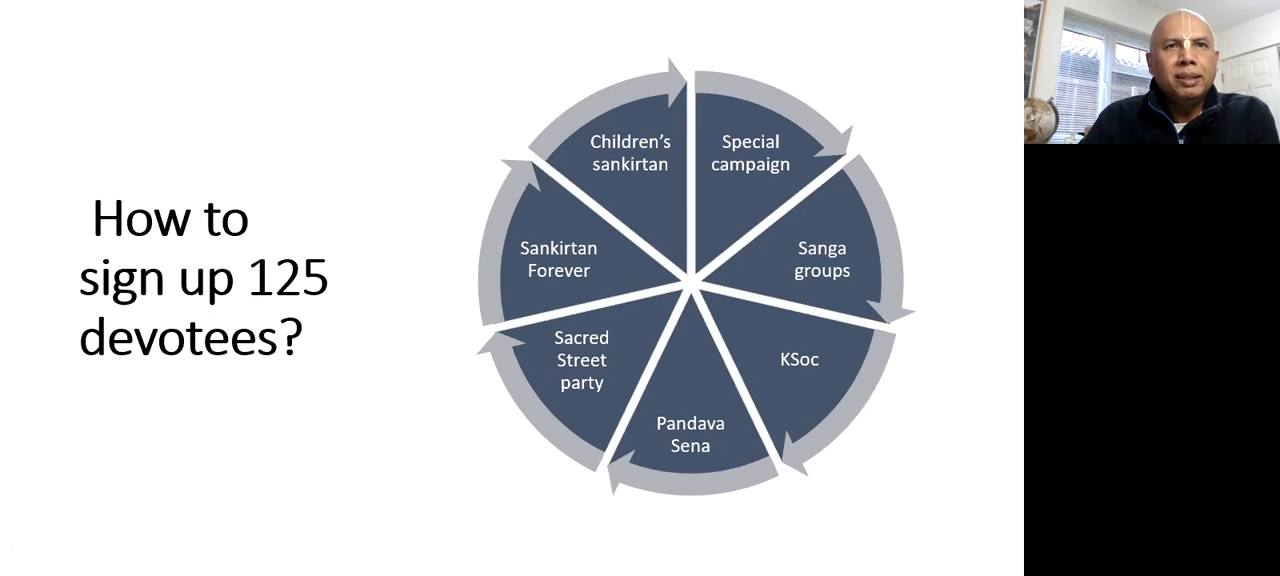 How to
sign up 125
devotees?
Special
campaign
Sanga
groups
KSoc
Pandava
Sena
Sacred
Street
party
Sankirtan
Forever
Children’s
sankirtan